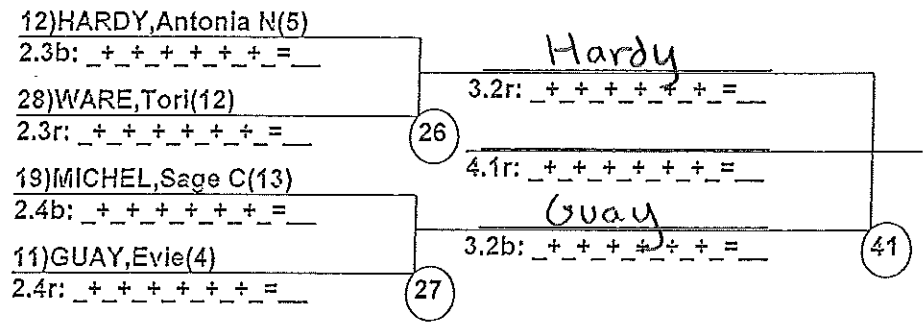 12)HARDY,Antonia N(5)
2.3b: _+_÷_+_+_÷_=__
Hardy
3.2r: _+_÷_+_÷_÷_=__
28)WARE,Tori(12)
2.3r: _+_÷_+_÷_÷_=__
26
4.1r: _+_÷_+_÷_÷_=__
19)MICHEL,Sage C(13)
2.4b: _+_÷_+_+_÷_=__
Guay
3.2b: _+_÷_+_+_÷_=__
41
11)GUAY,Evie(4)
2.4r: _+_÷_+_÷_÷_=__
27